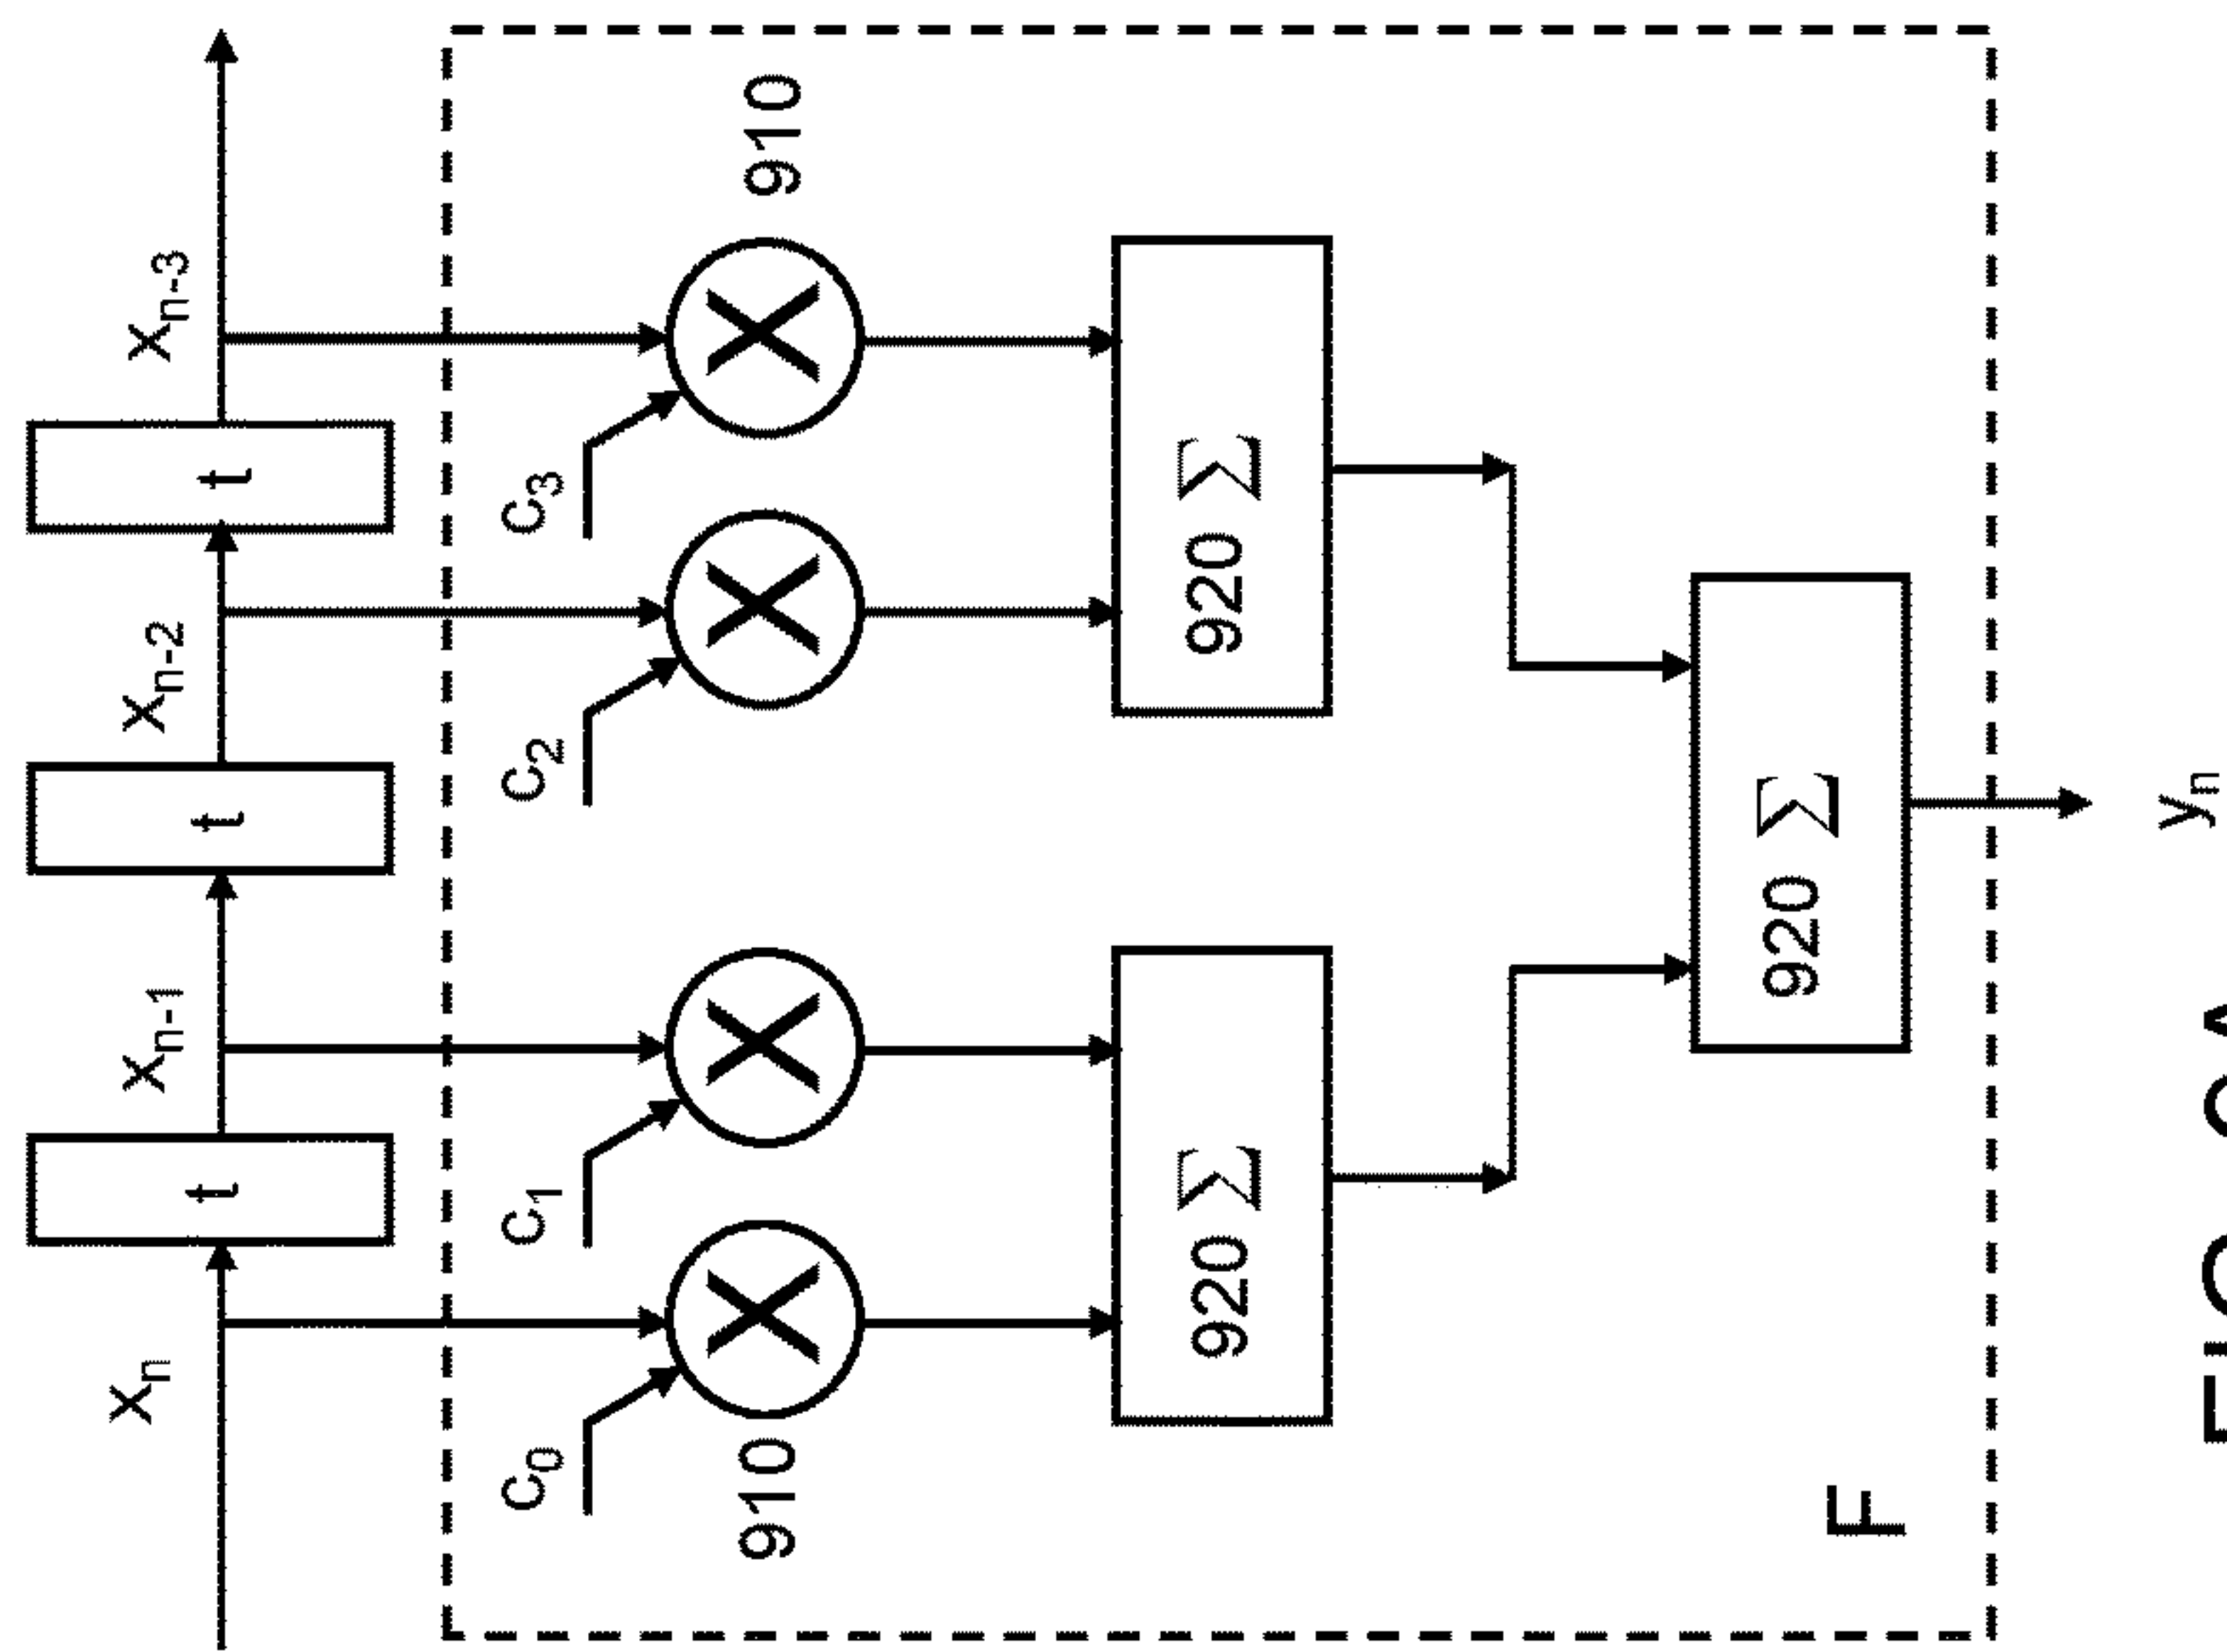 xₙ
xₙ₋₁
xₙ₋₂
xₙ₋₃
t
t
t
c₀
c₁
c₂
c₃
910
910
920 Σ
920 Σ
920 Σ
F
yₙ